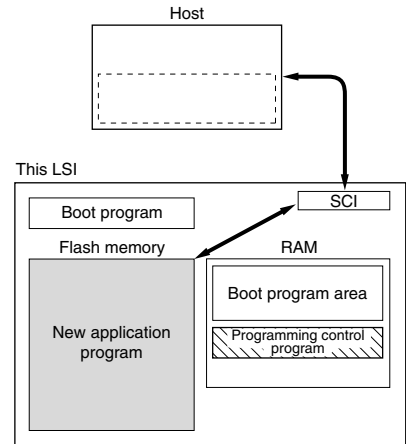 Host
This LSI
SCI
Boot program
Flash memory
RAM
Boot program area
New application
program
Programming control
program